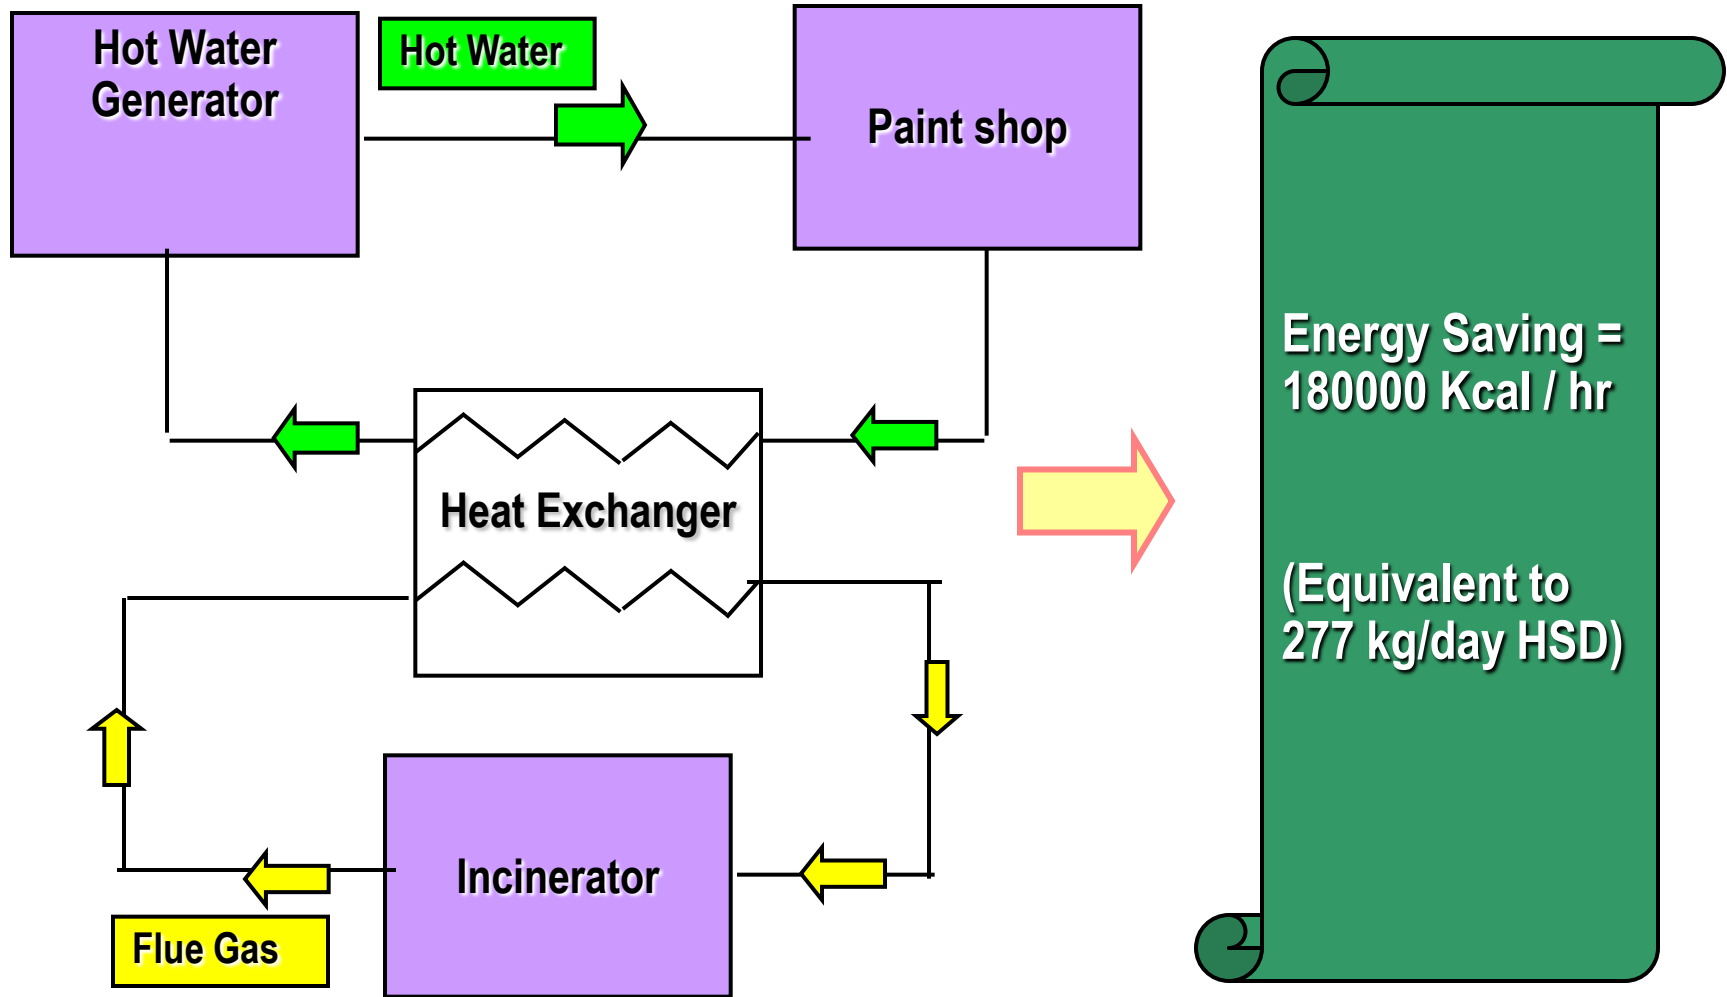 Hot Water
Generator
Hot Water
Paint shop
Energy Saving =
180000 Kcal / hr
Heat Exchanger
(Equivalent to
277 kg/day HSD)
Incinerator
Flue Gas